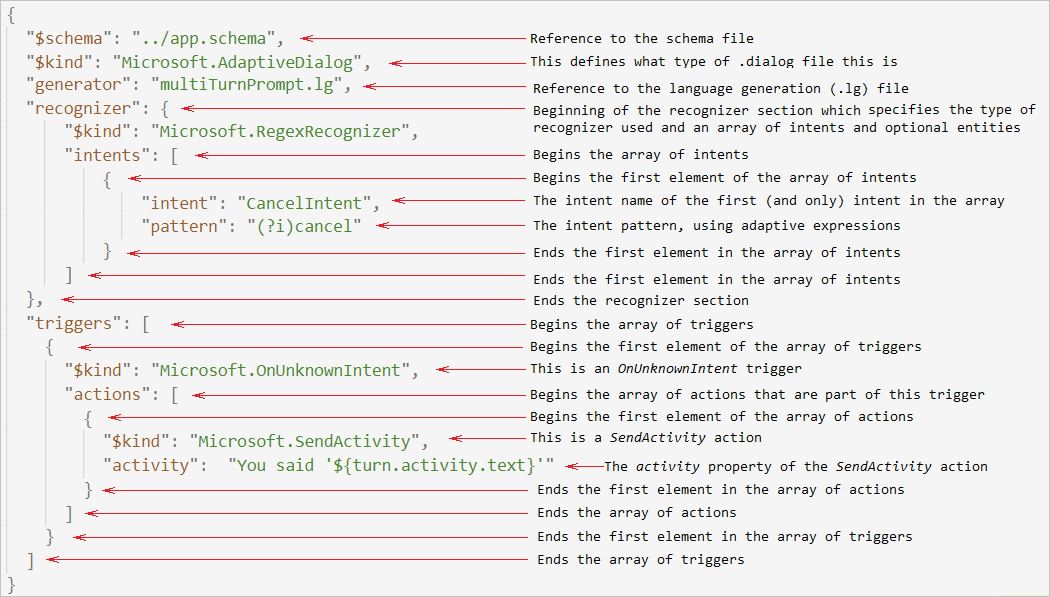 {
"$schema": "../app.schema", Reference to the schema file
"$kind": "Microsoft.AdaptiveDialog", This defines what type of .dialog file this is
"generator": "multiTurnPrompt.lg", Reference to the language generation (.lg) file
"recognizer": { Beginning of the recognizer section which specifies the type of
"$kind": "Microsoft.RegexRecognizer", recognizer used and an array of intents and optional entities
"intents": [ Begins the array of intents
{ Begins the first element of the array of intents
"intent": "CancelIntent", The intent name of the first (and only) intent in the array
"pattern": "(?i)cancel" The intent pattern, using adaptive expressions
} Ends the first element in the array of intents
] Ends the first element in the array of intents
}, Ends the recognizer section
"triggers": [ Begins the array of triggers
{ Begins the first element of the array of triggers
"$kind": "Microsoft.OnUnknownIntent", This is an OnUnknownIntent trigger
"actions": [ Begins the array of actions that are part of this trigger
{ Begins the first element of the array of actions
"$kind": "Microsoft.SendActivity", This is a SendActivity action
"activity": "You said '${turn.activity.text}'" The activity property of the SendActivity action
} Ends the first element in the array of actions
] Ends the array of actions
} Ends the first element in the array of triggers
] Ends the array of triggers
}